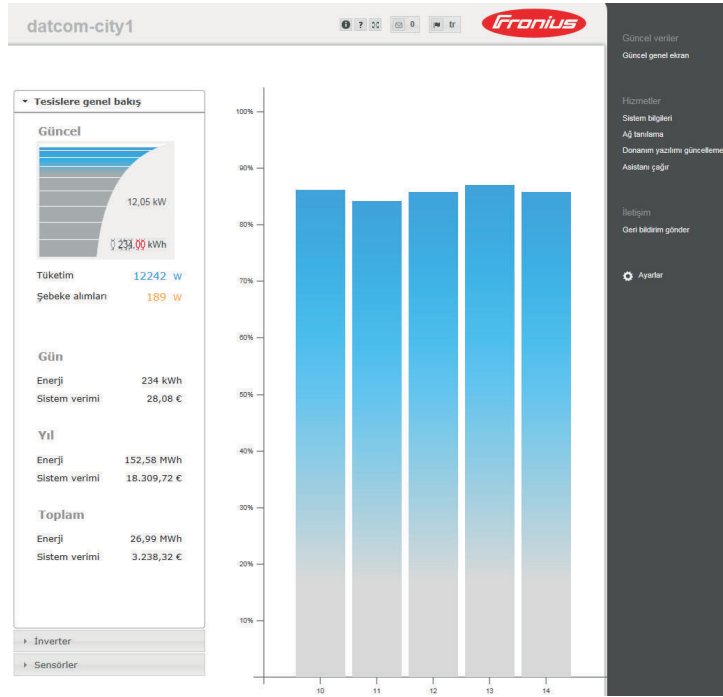 datcom-city1
? 0 tr
Fronius
Tesislere genel bakış
Güncel
12,05 kW
234.00 kWh
Tüketim 12242 W
Şebeke alımları 189 W
Gün
Enerji 234 kWh
Sistem verimi 28,08 €
Yıl
Enerji 152,58 MWh
Sistem verimi 18.309,72 €
Toplam
Enerji 26,99 MWh
Sistem verimi 3.238,32 €
İnverter
Sensörler
100%
90%
80%
70%
60%
50%
40%
30%
20%
10%
10 11 12 13 14
Güncel veriler
Güncel genel ekran
Hizmetler
Sistem bilgileri
Ağ tanılama
Donanım yazılımı güncelleme
Asistanı çağır
İletişim
Geri bildirim gönder
Ayarlar